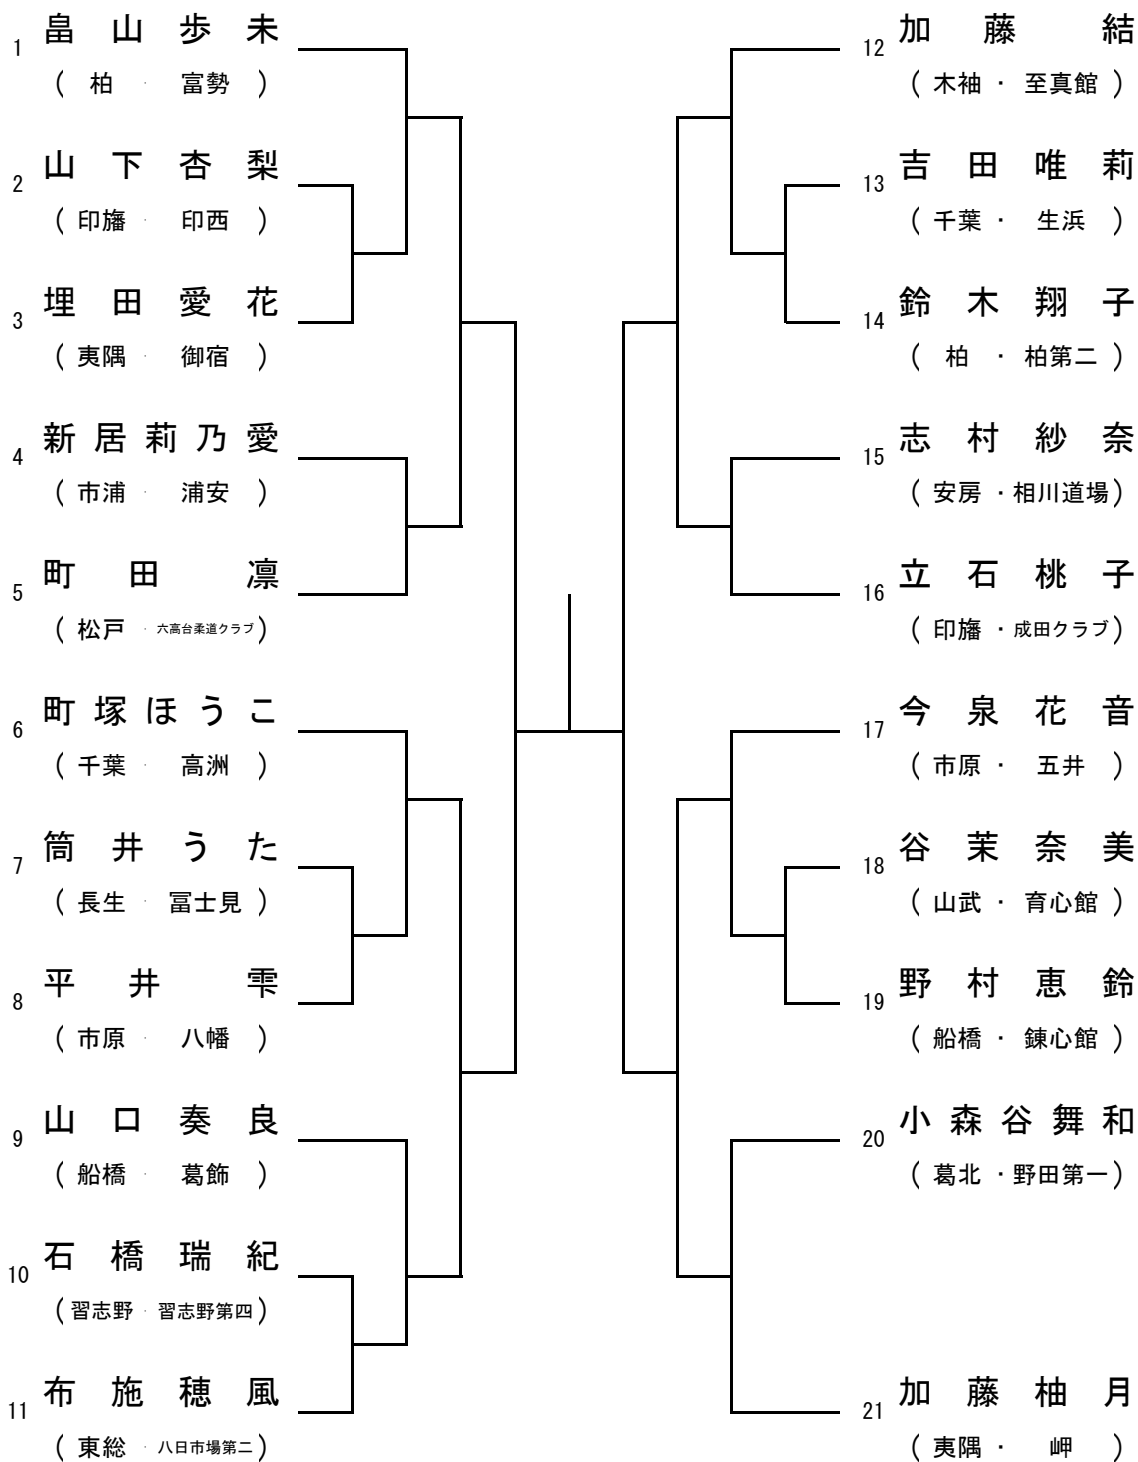 1 畠山歩未
(柏・富勢)
2 山下杏梨
(印旛・印西)
3 埋田愛花
(夷隅・御宿)
4 新居莉乃愛
(市浦・浦安)
5 町田凛
(松戸・六高台柔道クラブ)
6 町塚ほうこ
(千葉・高洲)
7 筒井うた
(長生・冨士見)
8 平井雫
(市原・八幡)
9 山口奏良
(船橋・葛飾)
10 石橋瑞紀
(習志野・習志野第四)
11 布施穂風
(東総・八日市場第二)
12 加藤結
(木袖・至真館)
13 吉田唯莉
(千葉・生浜)
14 鈴木翔子
(柏・柏第二)
15 志村紗奈
(安房・相川道場)
16 立石桃子
(印旛・成田クラブ)
17 今泉花音
(市原・五井)
18 谷茉奈美
(山武・育心館)
19 野村恵鈴
(船橋・錬心館)
20 小森谷舞和
(葛北・野田第一)
21 加藤柚月
(夷隅・岬)